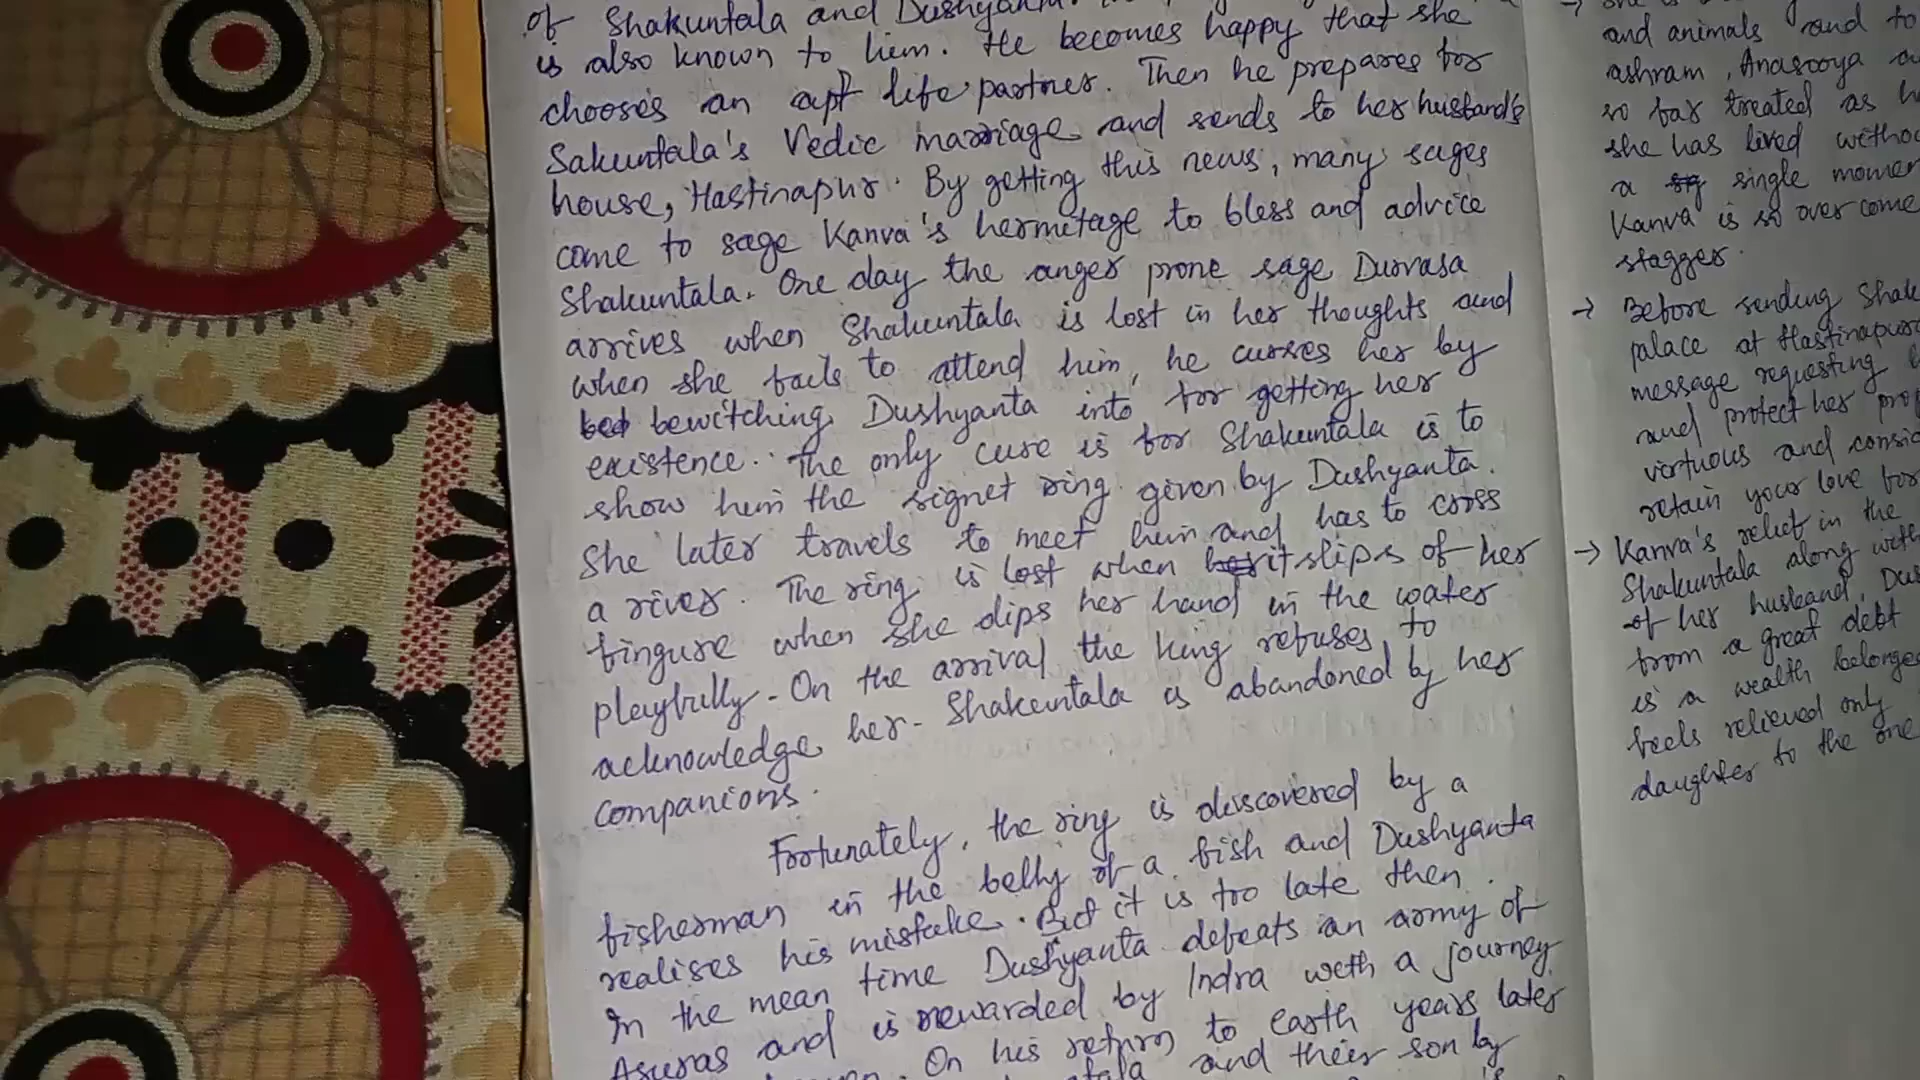 of Shakuntala and Dushyanta.
is also known to him. He becomes happy that she
chooses an apt life partner. Then he prepares for
Sakuntala's Vedic marriage and sends to her husband's
house, Hastinapur. By getting this news, many sages
come to sage Kanva's hermitage to bless and advice
Shakuntala. One day the anger prone sage Durvasa
arrives when Shakuntala is lost in her thoughts and
when she fails to attend him, he curses her by
bewitching Dushyanta into for getting her
existence. The only cure is for Shakuntala is to
show him the signet ring given by Dushyanta.
She later travels to meet him and has to cross
a river. The ring is lost when it slips of her
fingure when she dips her hand in the water
playfully. On the arrival the king refuses to
acknowledge her. Shakuntala is abandoned by her
companions.
Fortunately, the ring is discovered by a
fisherman in the belly of a fish and Dushyanta
realises his mistake. But it is too late then.
In the mean time Dushyanta defeats an army of
Asuras and is rewarded by Indra with a journey
On his return to earth years later
and their son by
and animals and to
ashram, Anasooya
so far treated as
she has lived
a single
Kanva is so over come
stagger.
→ Before sending
palace at
message requesting
and protect her
virtuous and
retain your love for
→ Kanva's relief in the
Shakuntala along
of her husband,
from a great debt
is a wealth
feels relieved only
daughter to the one